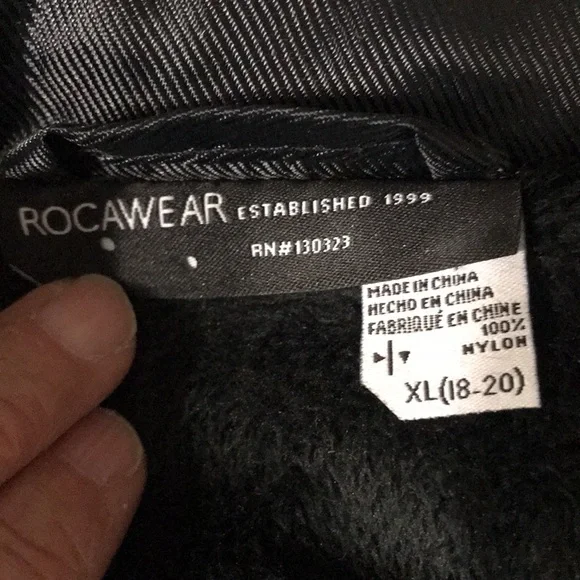 ROCAWEAR ESTABLISHED 1999
RN#130323
MADE IN CHINA
HECHO EN CHINA
FABRIQUÉ EN CHINE
100%
NYLON
XL(18-20)